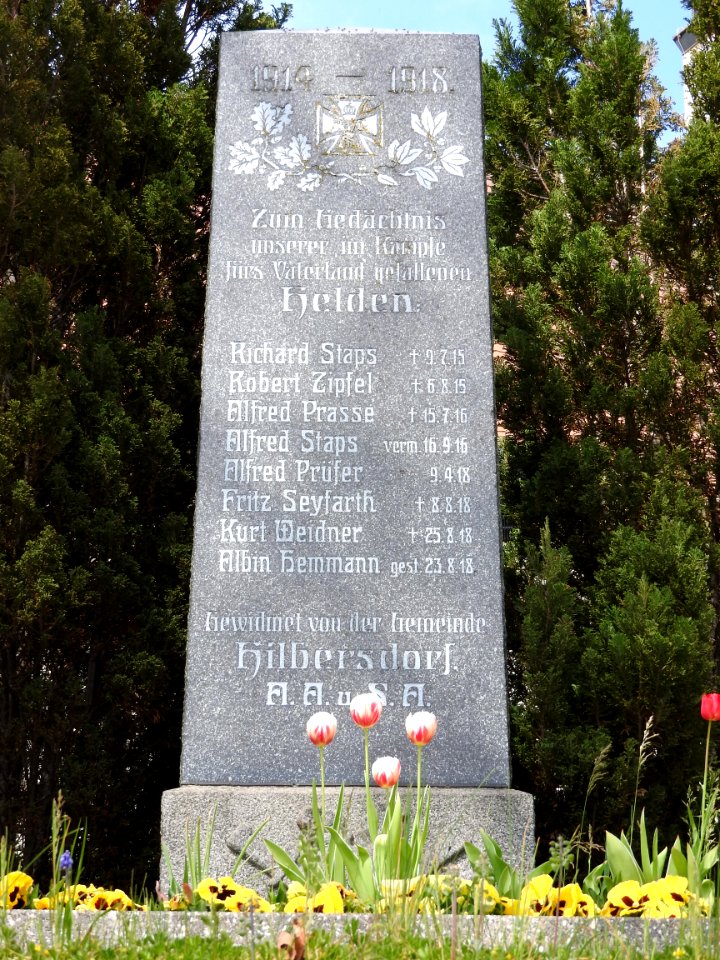 1914 — 1918.
Zum Gedächtnis
unserer im Kampfe
fürs Vaterland gefallenen
Helden.
Richard Staps † 9.7.15
Robert Zipfel † 6.8.15
Alfred Prasse † 15.7.16
Alfred Staps verm. 16.9.16
Alfred Prüfer 9.4.18
Fritz Seyfarth † 8.8.18
Kurt Weidner † 25.8.18
Albin Hemmann gest. 23.8.18
Gewidmet von der Gemeinde
Hilbersdorf.
A. A. u. S. A.